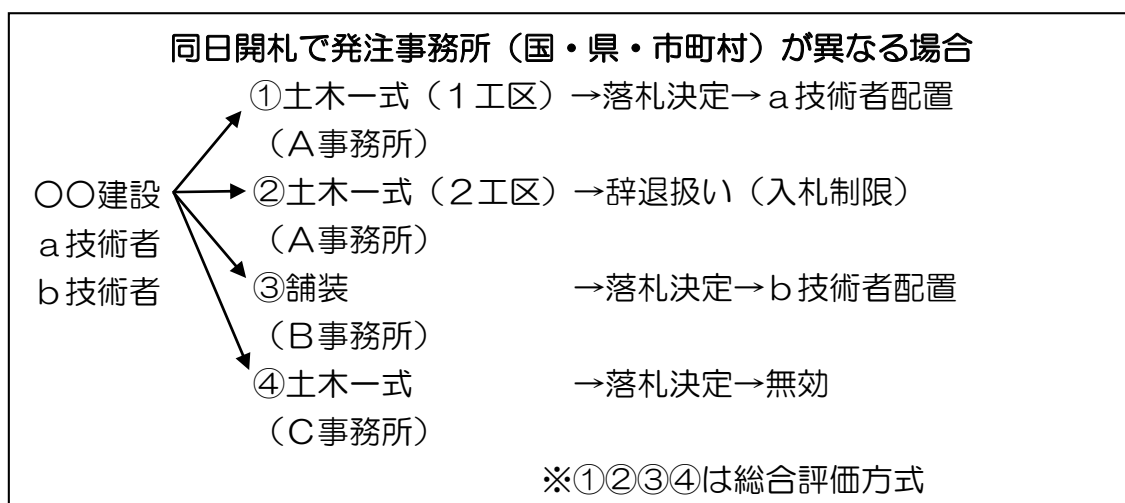 同日開札で発注事務所(国・県・市町村)が異なる場合
①土木一式(1工区)→落札決定→a技術者配置
(A事務所)
〇〇建設 ②土木一式(2工区)→辞退扱い(入札制限)
a技術者 (A事務所)
b技術者 ③舗装 →落札決定→b技術者配置
(B事務所)
④土木一式 →落札決定→無効
(C事務所)
※①②③④は総合評価方式